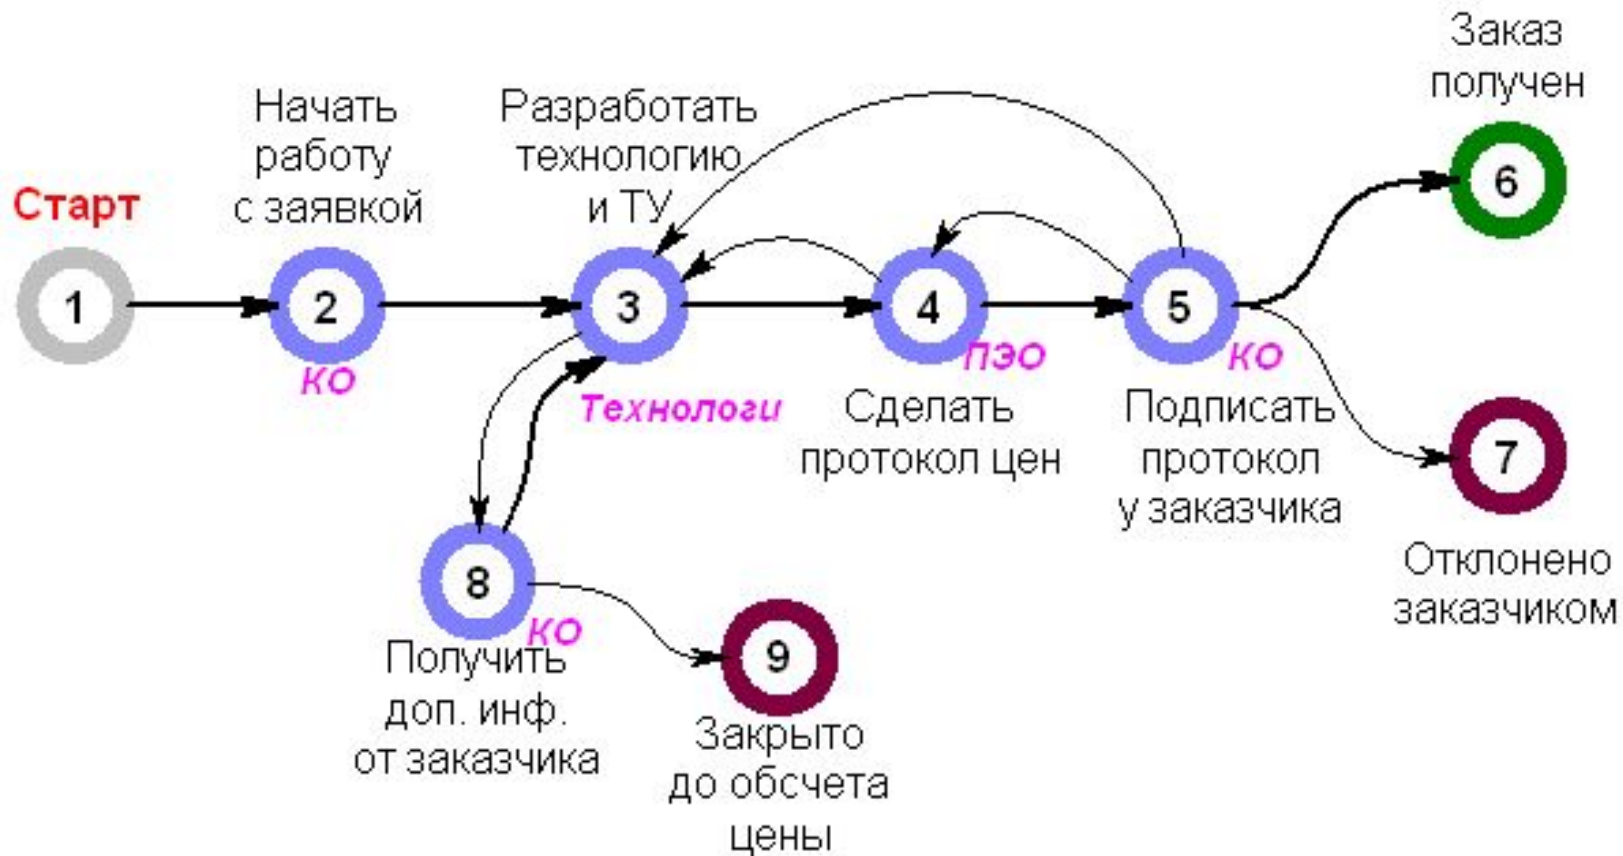 Старт
1
Начать
работу
с заявкой
2
КО
Разработать
технологию
и ТУ
3
Технологи
4
ПЭО
Сделать
протокол цен
5
КО
Подписать
протокол
у заказчика
Заказ
получен
6
7
Отклонено
заказчиком
8
КО
Получить
доп. инф.
от заказчика
9
Закрыто
до обсчета
цены